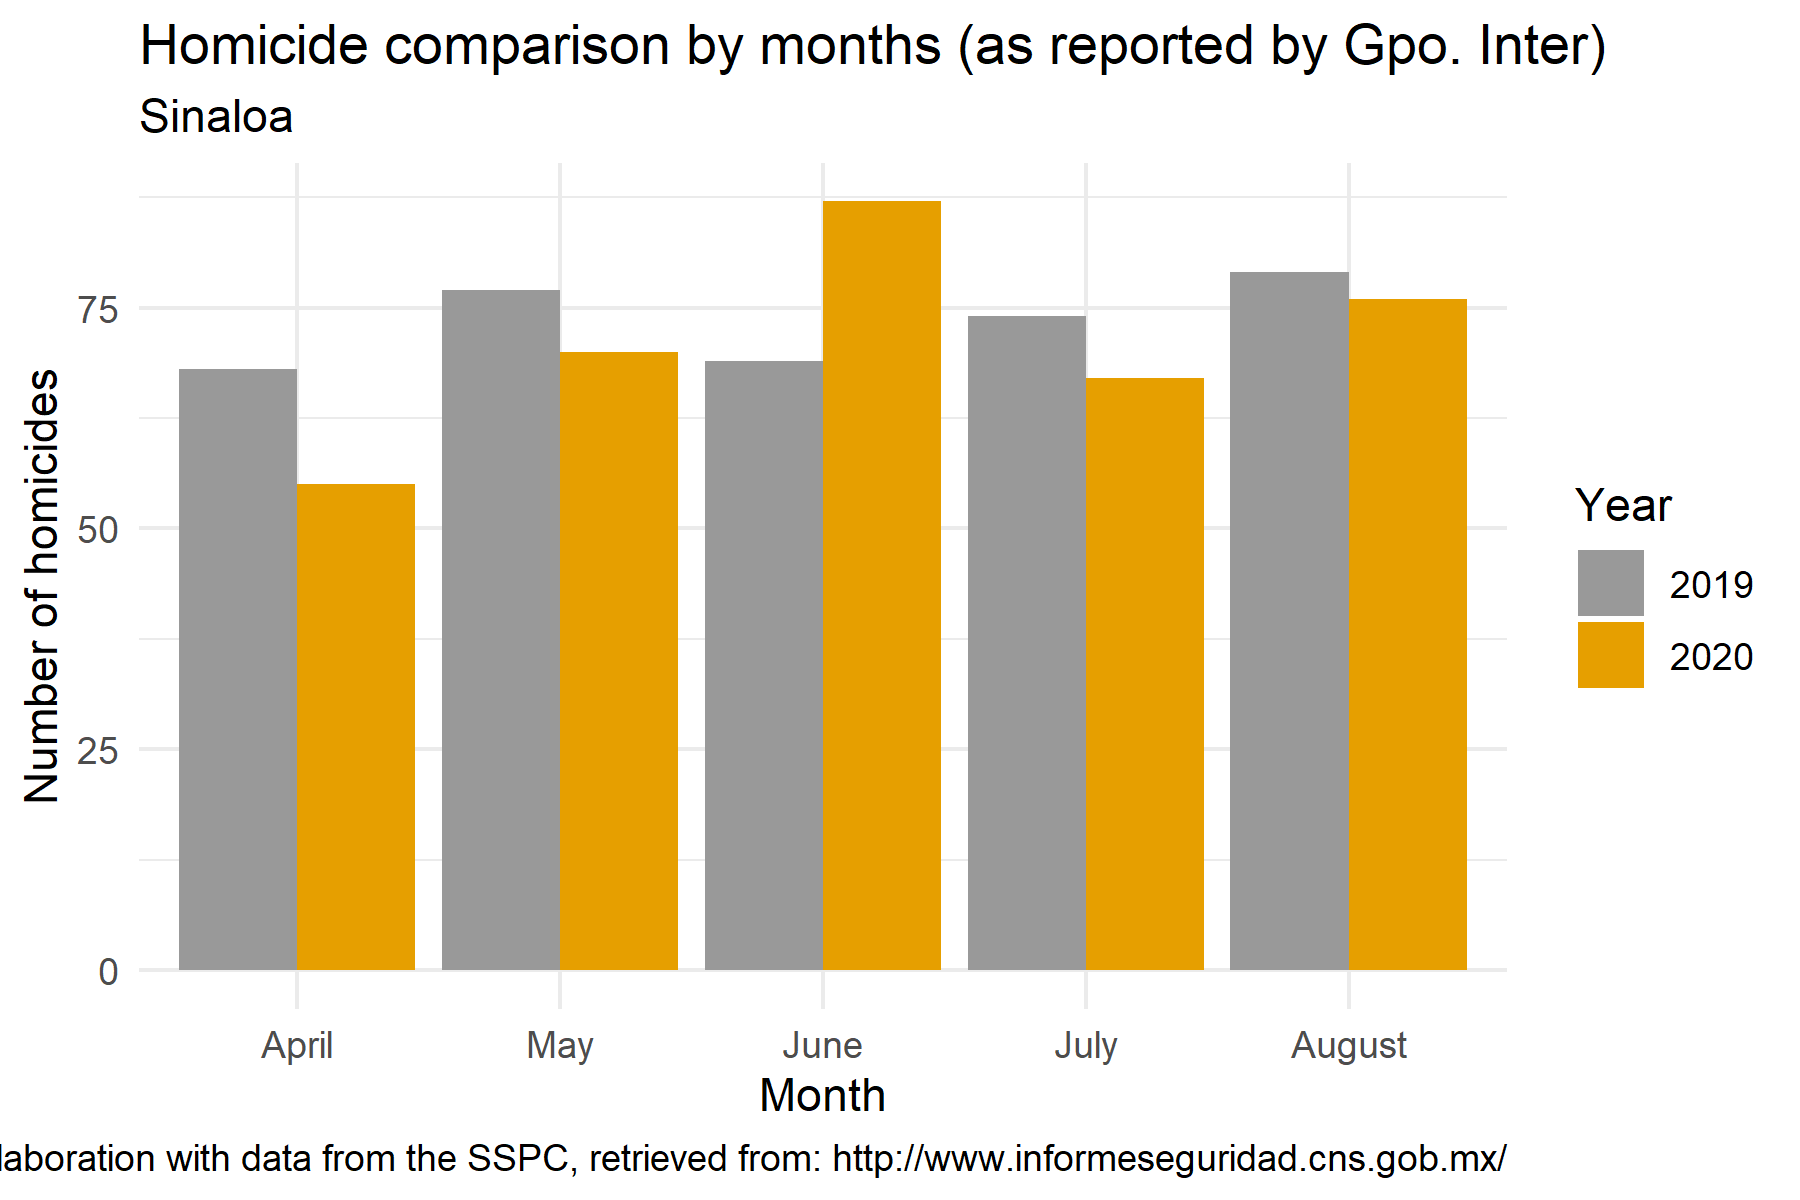 Homicide comparison by months (as reported by Gpo. Inter)
Sinaloa
Number of homicides
75
50
25
0
April May June July August
Month
Year
2019
2020
laboration with data from the SSPC, retrieved from: http://www.informeseguridad.cns.gob.mx/